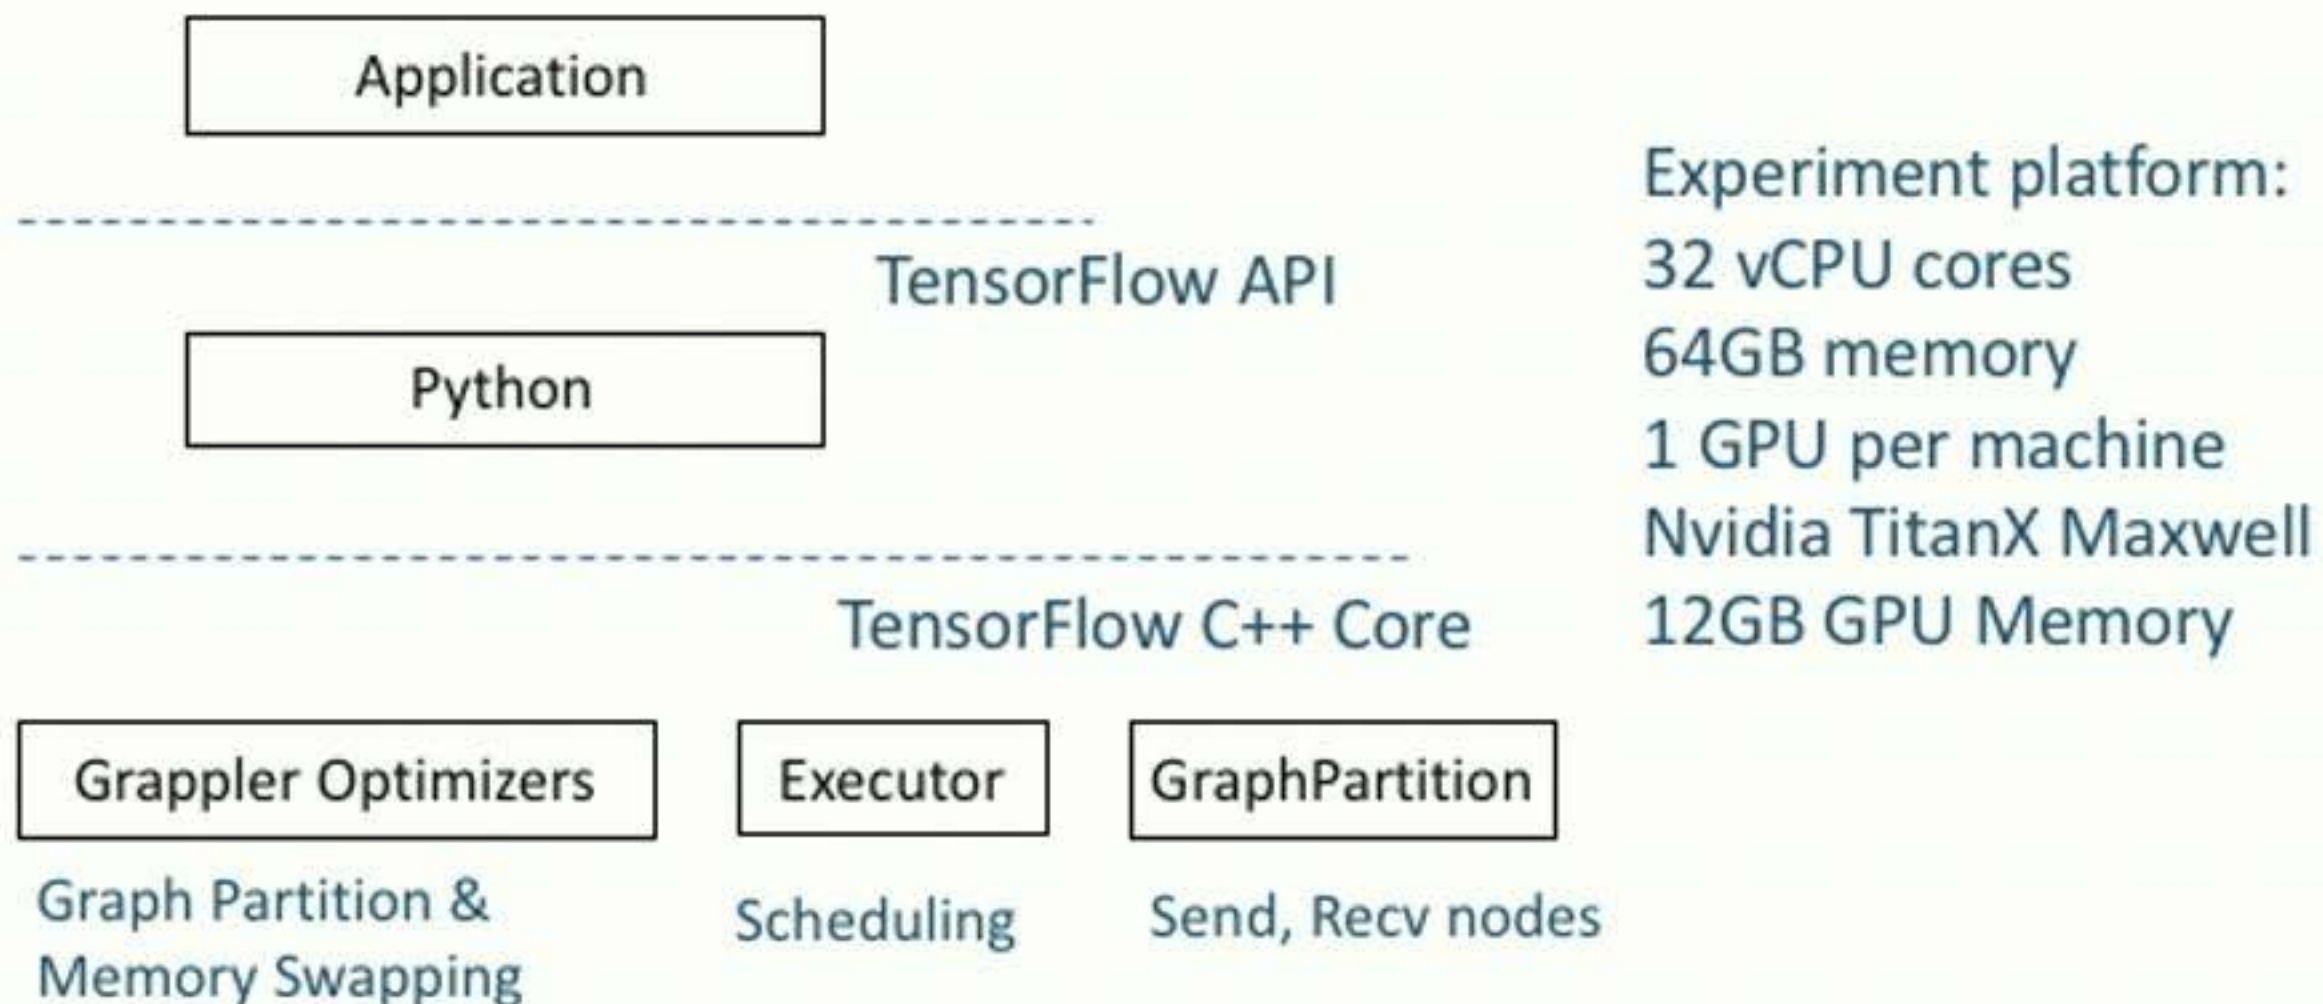 Application
TensorFlow API
Python
TensorFlow C++ Core
Grappler Optimizers
Executor
GraphPartition
Graph Partition &
Memory Swapping
Scheduling
Send, Recv nodes
Experiment platform:
32 vCPU cores
64GB memory
1 GPU per machine
Nvidia TitanX Maxwell
12GB GPU Memory